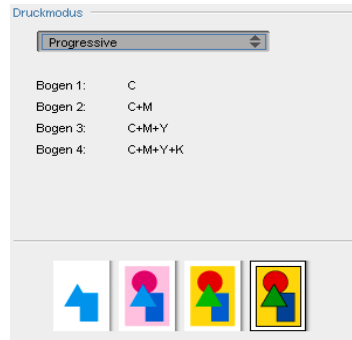 Druckmodus
Progressive
Bogen 1: C
Bogen 2: C+M
Bogen 3: C+M+Y
Bogen 4: C+M+Y+K